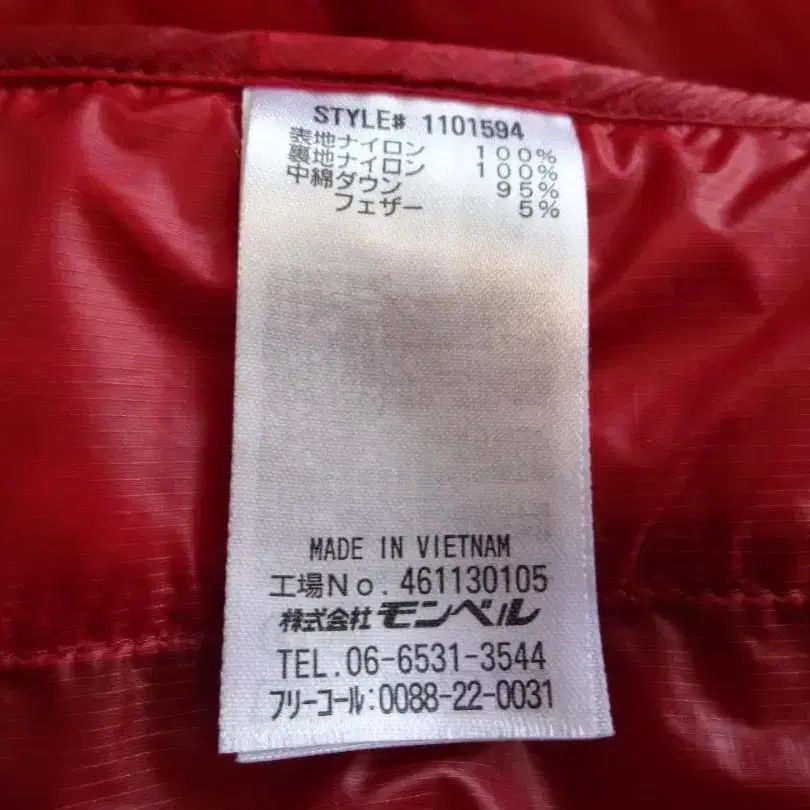 STYLE# 1101594
表地ナイロン 100%
裏地ナイロン 100%
中綿ダウン 95%
フェザー 5%
MADE IN VIETNAM
工場No. 461130105
株式会社モンベル
TEL.06-6531-3544
フリーコール:0088-22-0031